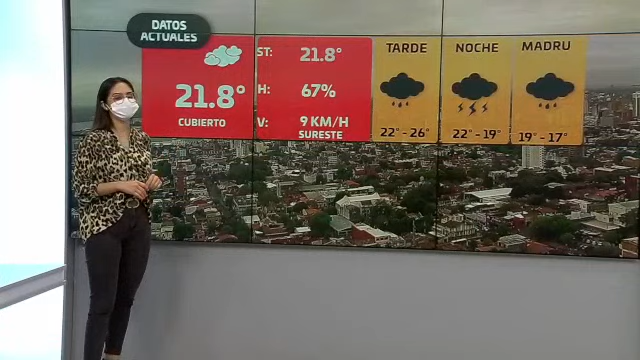 DATOS
ACTUALES
21.8°
CUBIERTO
ST: 21.8°
H: 67%
V: 9 KM/H
SURESTE
TARDE
22° - 26°
NOCHE
22° - 19°
MADRU
19° - 17°